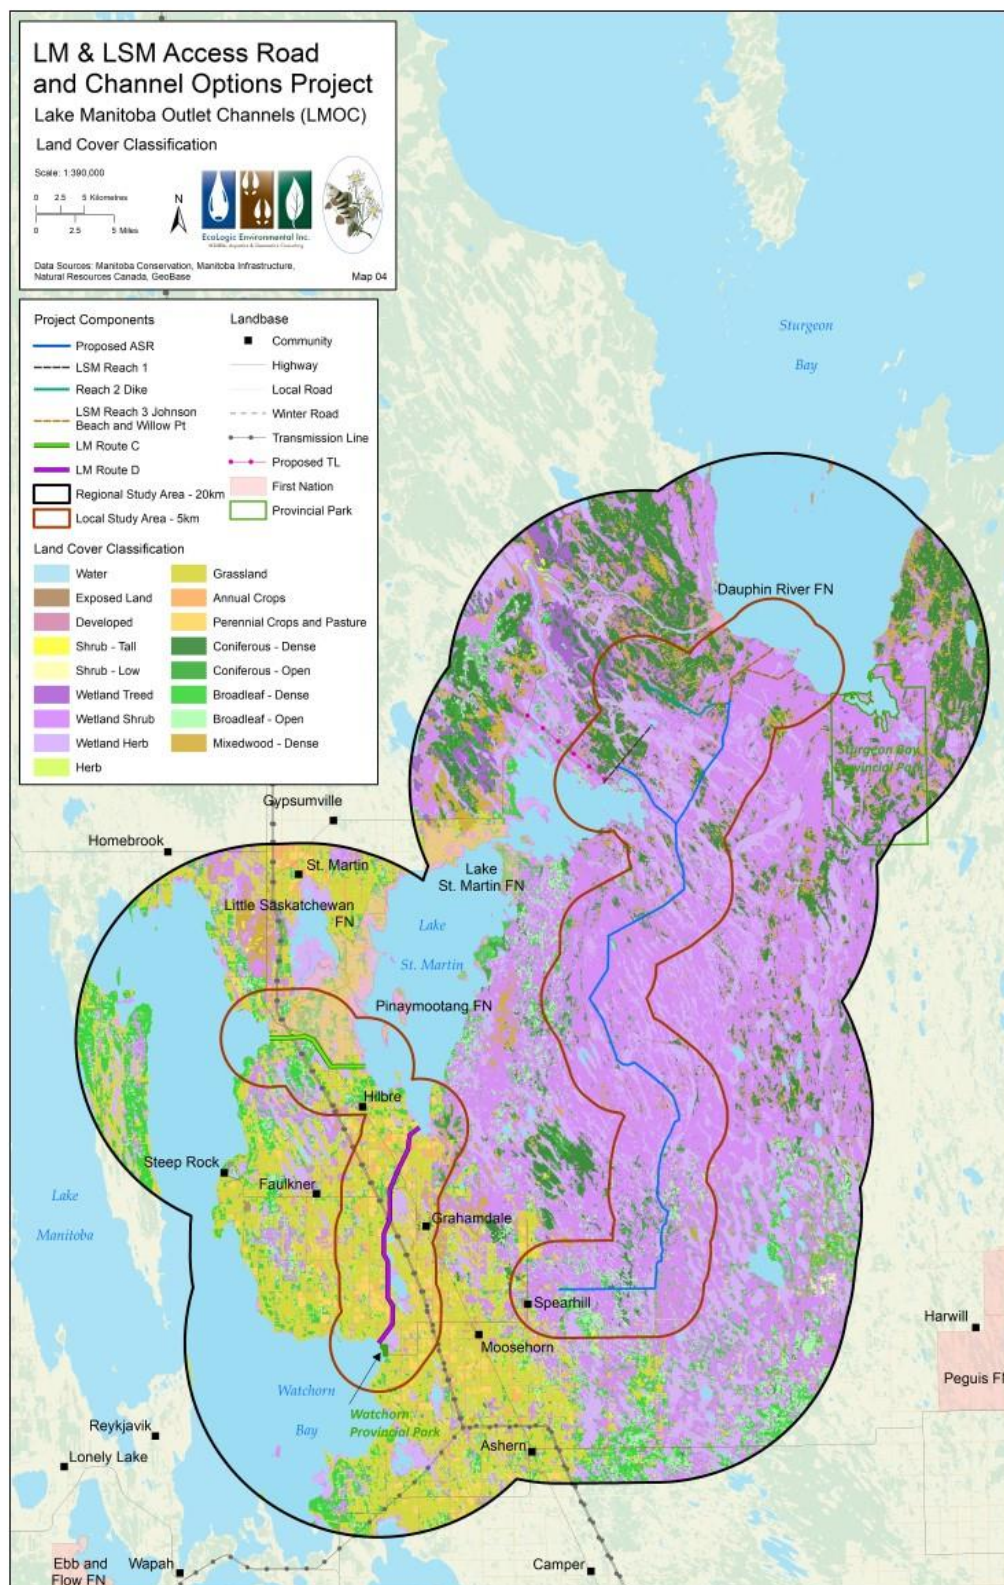 LM & LSM Access Road
and Channel Options Project
Lake Manitoba Outlet Channels (LMOC)
Land Cover Classification
Scale: 1:390,000
0 2.5 5 Kilometres
0 2.5 5 Miles
N
EcoLogic Environmental Inc.
Data Sources: Manitoba Conservation, Manitoba Infrastructure,
Natural Resources Canada, GeoBase
Map 04
Project Components
Proposed ASR
LSM Reach 1
Reach 2 Dike
LSM Reach 3 Johnson
Beach and Willow Pt
LM Route C
LM Route D
Regional Study Area - 20km
Local Study Area - 5km
Landbase
Community
Highway
Local Road
Winter Road
Transmission Line
Proposed TL
First Nation
Provincial Park
Land Cover Classification
Water
Exposed Land
Developed
Shrub - Tall
Shrub - Low
Wetland Treed
Wetland Shrub
Wetland Herb
Herb
Grassland
Annual Crops
Perennial Crops and Pasture
Coniferous - Dense
Coniferous - Open
Broadleaf - Dense
Broadleaf - Open
Mixedwood - Dense
Sturgeon
Bay
Dauphin River FN
Sturgeon Bay
Provincial Park
Gypsumville
Homebrook
St. Martin
Lake
St. Martin FN
Little Saskatchewan
FN
Lake
St. Martin
Pinaymootang FN
Hilbre
Steep Rock
Faulkner
Lake
Manitoba
Grahamdale
Spearhill
Moosehorn
Harwill
Peguis FN
Watchorn
Bay
Watchorn
Provincial Park
Reykjavik
Lonely Lake
Ashern
Ebb and
Flow FN
Wapah
Camper